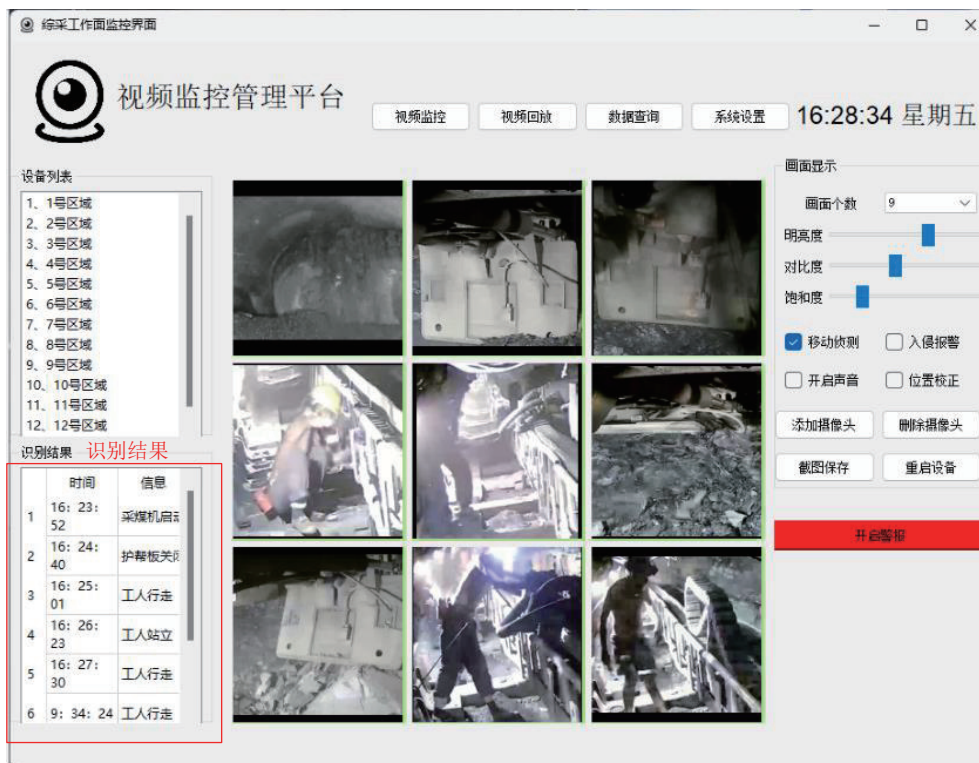 综采工作面监控界面
视频监控管理平台
视频监控 视频回放 数据查询 系统设置
16:28:34 星期五
设备列表
1、1号区域
2、2号区域
3、3号区域
4、4号区域
5、5号区域
6、6号区域
7、7号区域
8、8号区域
9、9号区域
10、10号区域
11、11号区域
12、12号区域
识别结果 识别结果
时间 信息
1 16: 23: 52 采煤机启动
2 16: 24: 40 护帮板关
3 16: 25: 01 工人行走
4 16: 26: 23 工人站立
5 16: 27: 30 工人行走
6 9: 34: 24 工人行走
画面显示
画面个数 9
明亮度
对比度
饱和度
移动侦测 入侵报警
开启声音 位置校正
添加摄像头 删除摄像头
截图保存 重启设备
开启警报